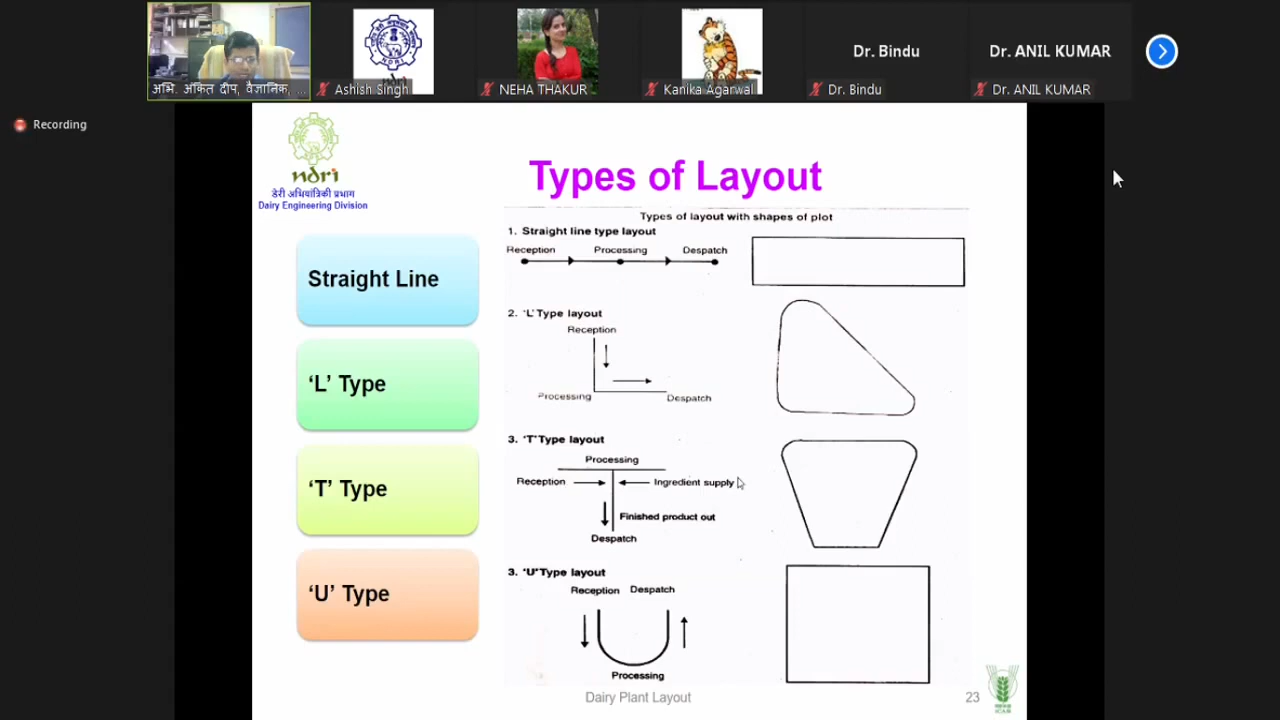 Dr. Bindu
Dr. ANIL KUMAR
अभि. अंकित दीप, वैज्ञानिक, ...
Ashish Singh
NEHA THAKUR
Kanika Agarwal
Dr. Bindu
Dr. ANIL KUMAR
Recording
ndri
डेरी अभियांत्रिकी प्रभाग
Dairy Engineering Division
Types of Layout
Straight Line
‘L’ Type
‘T’ Type
‘U’ Type
Types of layout with shapes of plot
1. Straight line type layout
Reception Processing Despatch
2. ‘L’ Type layout
Reception
Processing Despatch
3. ‘T’ Type layout
Processing
Reception Ingredient supply
Finished product out
Despatch
3. ‘U’ Type layout
Reception Despatch
Processing
Dairy Plant Layout
23